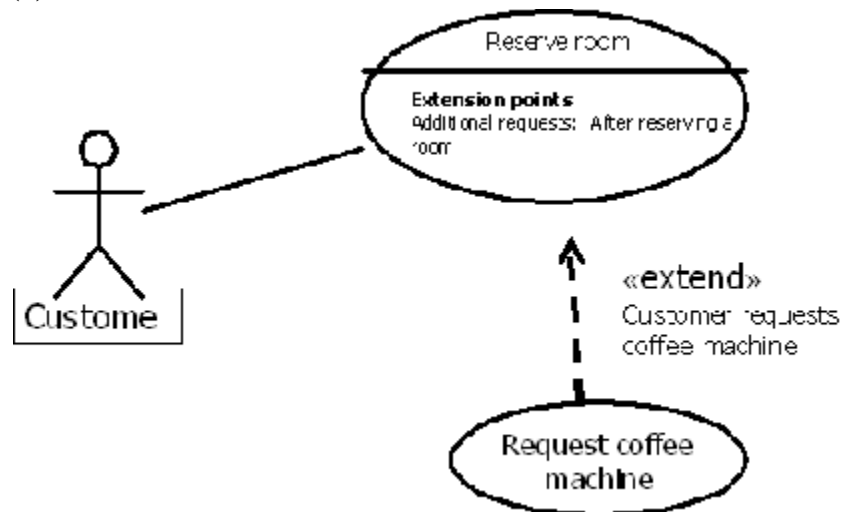 Reserve room
Extension points
Additional requests: After reserving a
room
«extend»
Customer requests
coffee machine
Custome
Request coffee
machine